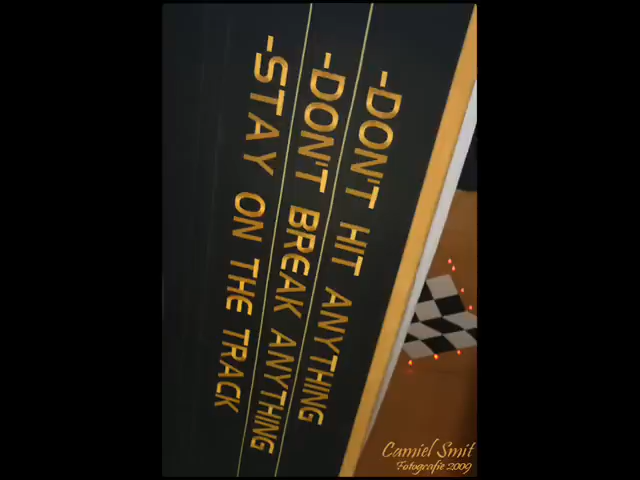 -DON'T HIT ANYTHING
-DON'T BREAK ANYTHING
-STAY ON THE TRACK
Camiel Smit
Fotografie 2009